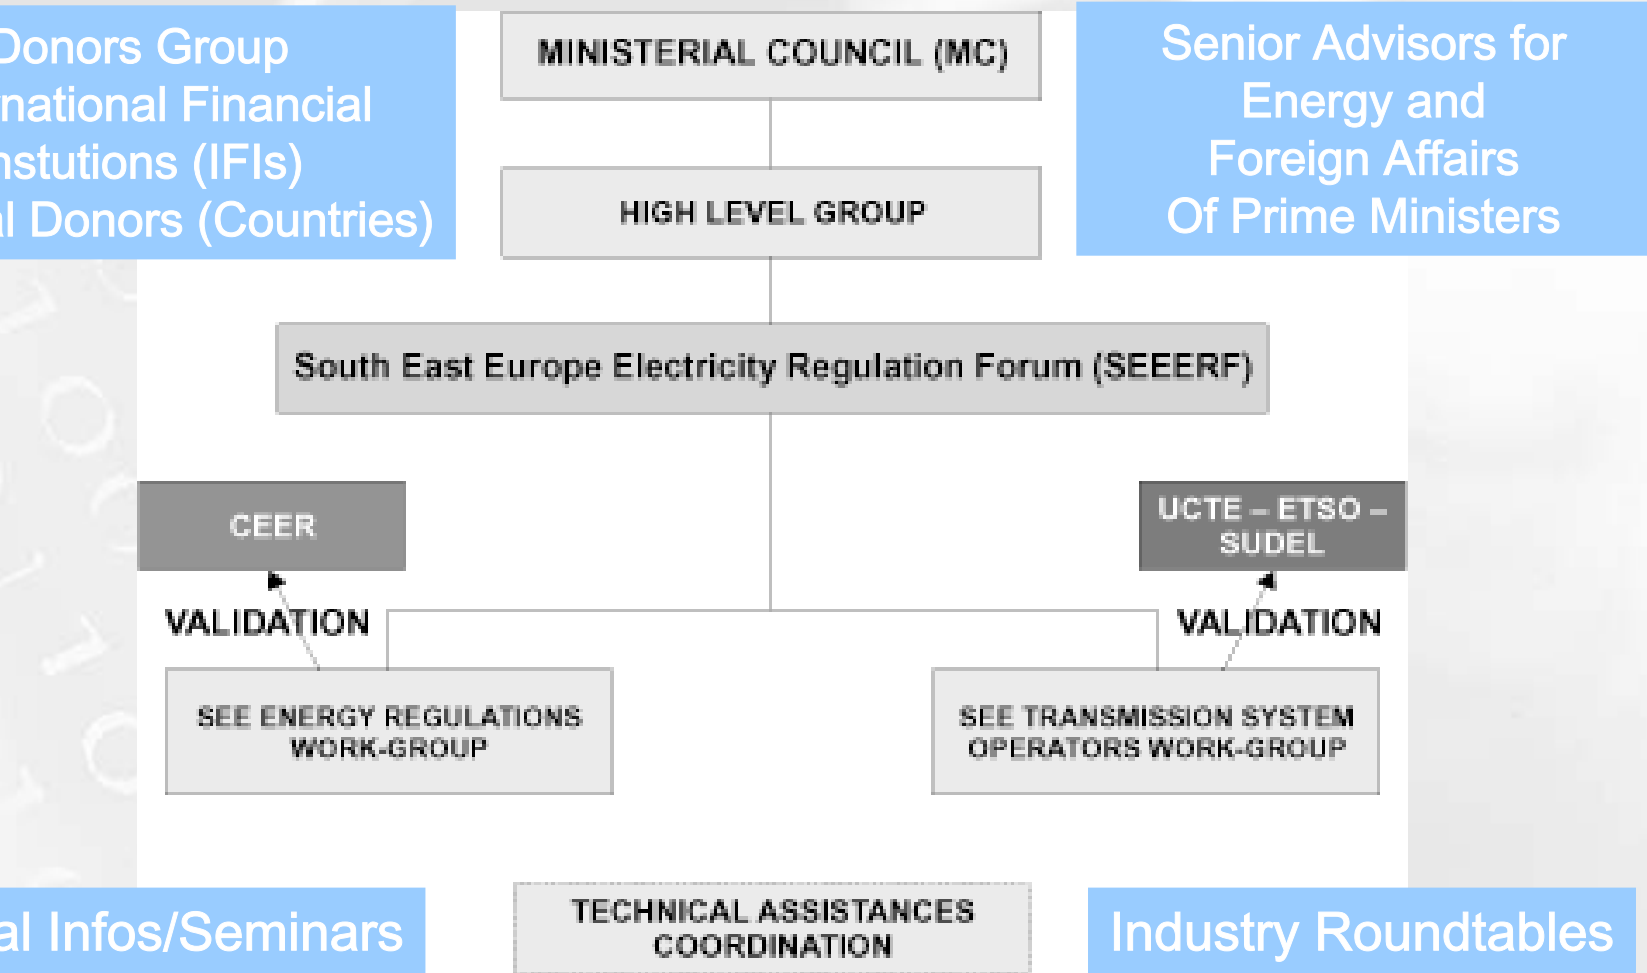 Donors Group
rnational Financial
nstutions (IFIs)
al Donors (Countries)
MINISTERIAL COUNCIL (MC)
Senior Advisors for
Energy and
Foreign Affairs
Of Prime Ministers
HIGH LEVEL GROUP
South East Europe Electricity Regulation Forum (SEEERF)
CEER
UCTE – ETSO –
SUDEL
VALIDATION
VALIDATION
SEE ENERGY REGULATIONS
WORK-GROUP
SEE TRANSMISSION SYSTEM
OPERATORS WORK-GROUP
al Infos/Seminars
TECHNICAL ASSISTANCES
COORDINATION
Industry Roundtables